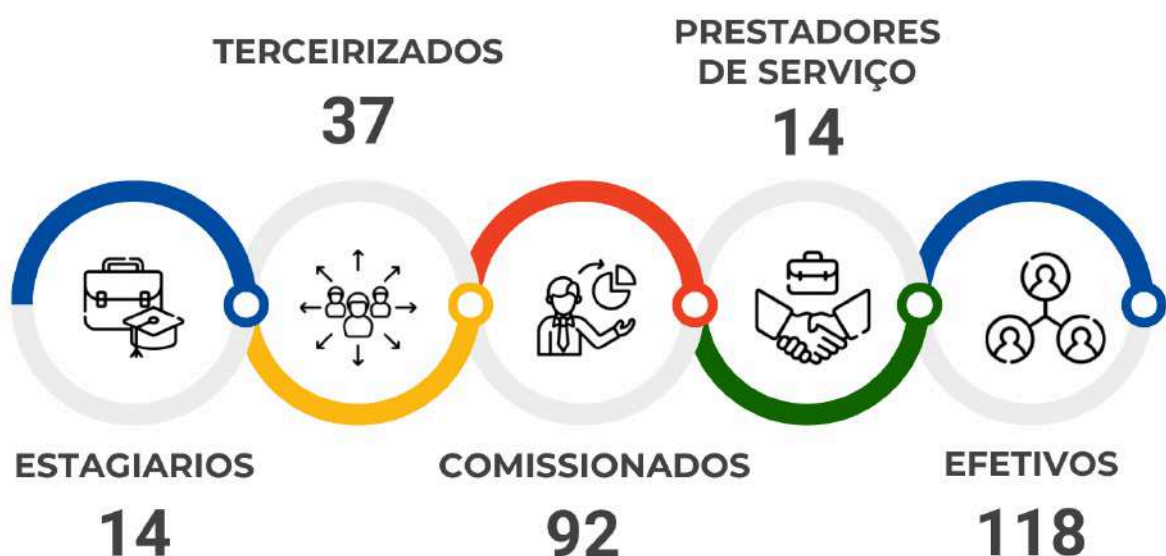 TERCEIRIZADOS
37
PRESTADORES
DE SERVIÇO
14
ESTAGIARIOS
14
COMISSIONADOS
92
EFETIVOS
118